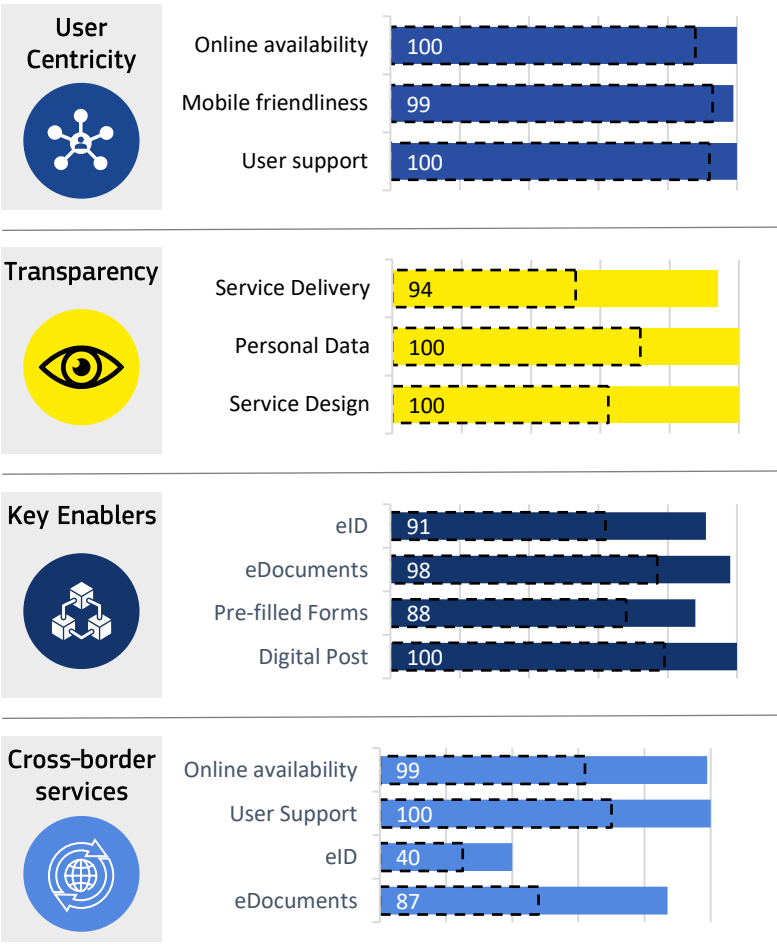 User
Centricity
Online availability 100
Mobile friendliness 99
User support 100
Transparency
Service Delivery 94
Personal Data 100
Service Design 100
Key Enablers
eID 91
eDocuments 98
Pre-filled Forms 88
Digital Post 100
Cross-border
services
Online availability 99
User Support 100
eID 40
eDocuments 87